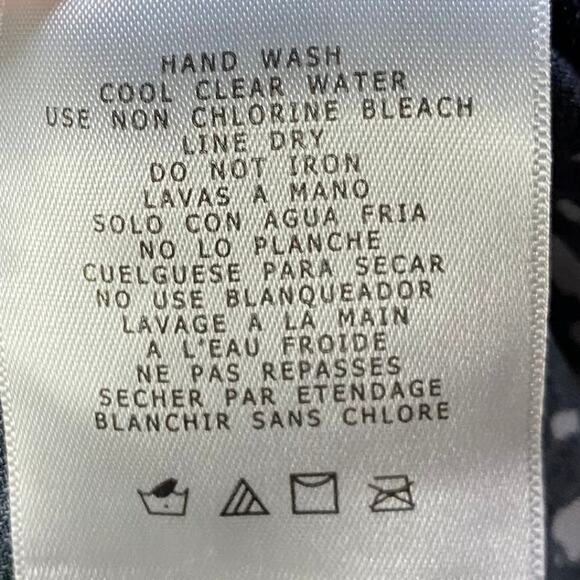 HAND WASH
COOL CLEAR WATER
USE NON CHLORINE BLEACH
LINE DRY
DO NOT IRON
LAVAS A MANO
SOLO CON AGUA FRIA
NO LO PLANCHE
CUELGUESE PARA SECAR
NO USE BLANQUEADOR
LAVAGE A LA MAIN
A L'EAU FROIDE
NE PAS REPASSES
SECHER PAR ETENDAGE
BLANCHIR SANS CHLORE